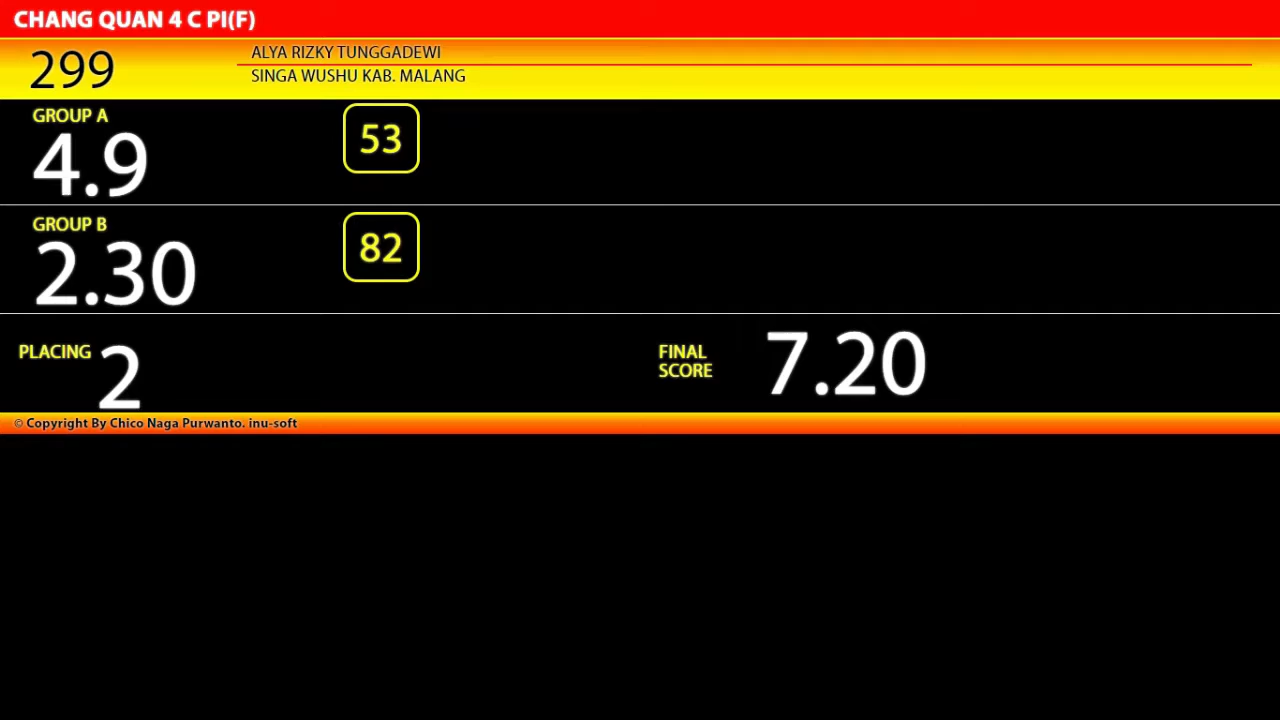 CHANG QUAN 4 C PI(F)
299
ALYA RIZKY TUNGGADEWI
SINGA WUSHU KAB. MALANG
GROUP A
4.9
53
GROUP B
2.30
82
PLACING 2
FINAL SCORE
7.20
© Copyright By Chico Naga Purwanto. inu-soft